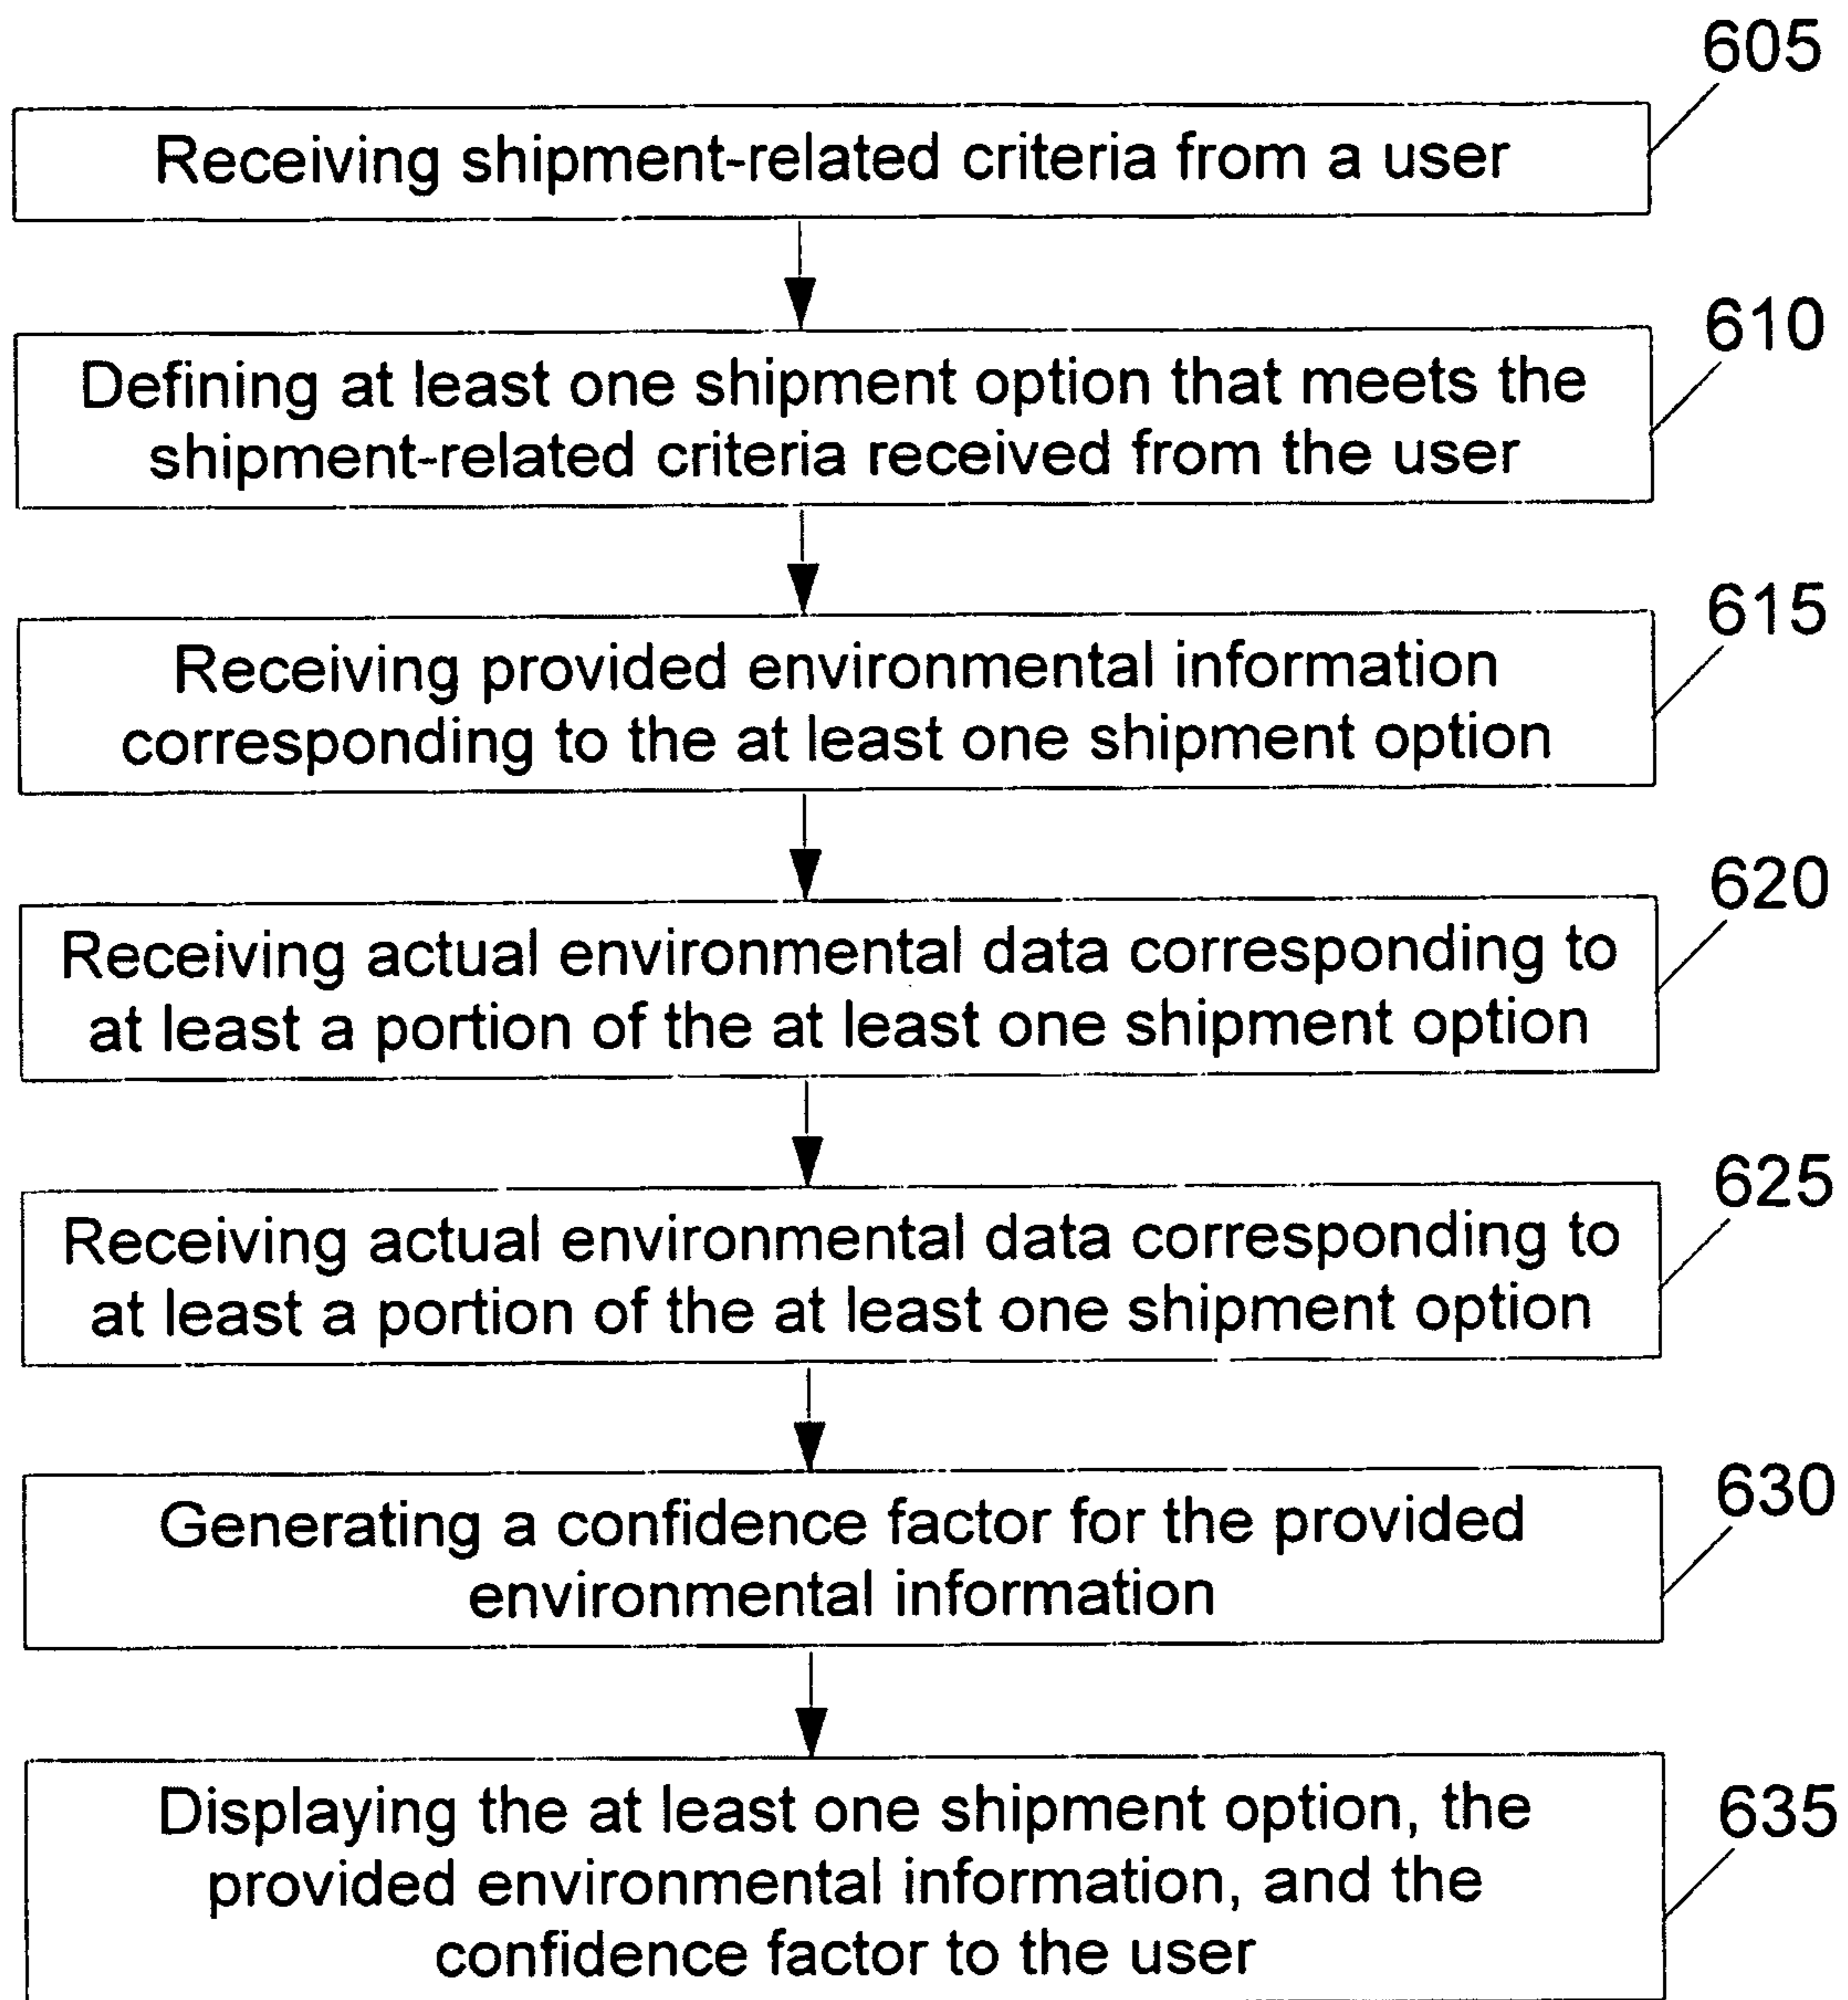 605
Receiving shipment-related criteria from a user
610
Defining at least one shipment option that meets the
shipment-related criteria received from the user
615
Receiving provided environmental information
corresponding to the at least one shipment option
620
Receiving actual environmental data corresponding to
at least a portion of the at least one shipment option
625
Receiving actual environmental data corresponding to
at least a portion of the at least one shipment option
630
Generating a confidence factor for the provided
environmental information
635
Displaying the at least one shipment option, the
provided environmental information, and the
confidence factor to the user